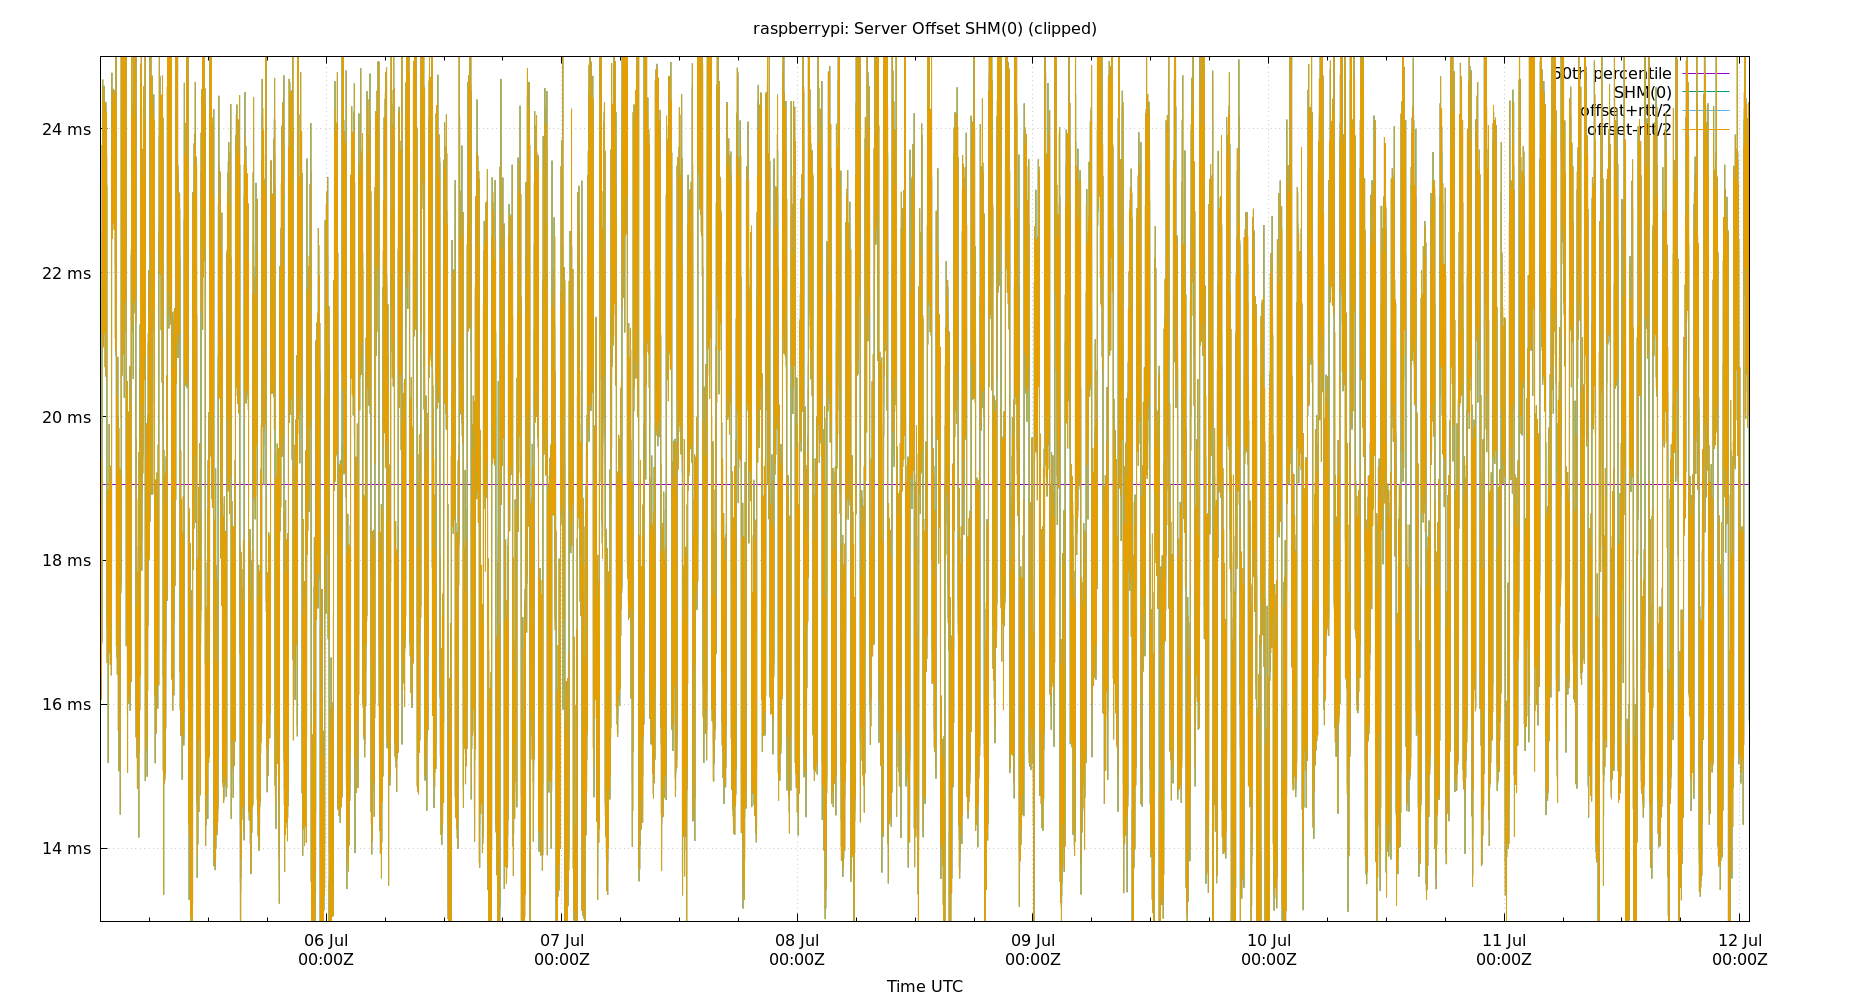 raspberrypi: Server Offset SHM(0) (clipped)
50th percentile
SHM(0)
offset+rtt/2
offset-rtt/2
24 ms
22 ms
20 ms
18 ms
16 ms
14 ms
06 Jul 07 Jul 08 Jul 09 Jul 10 Jul 11 Jul 12 Jul
00:00Z 00:00Z 00:00Z 00:00Z 00:00Z 00:00Z 00:00Z
Time UTC